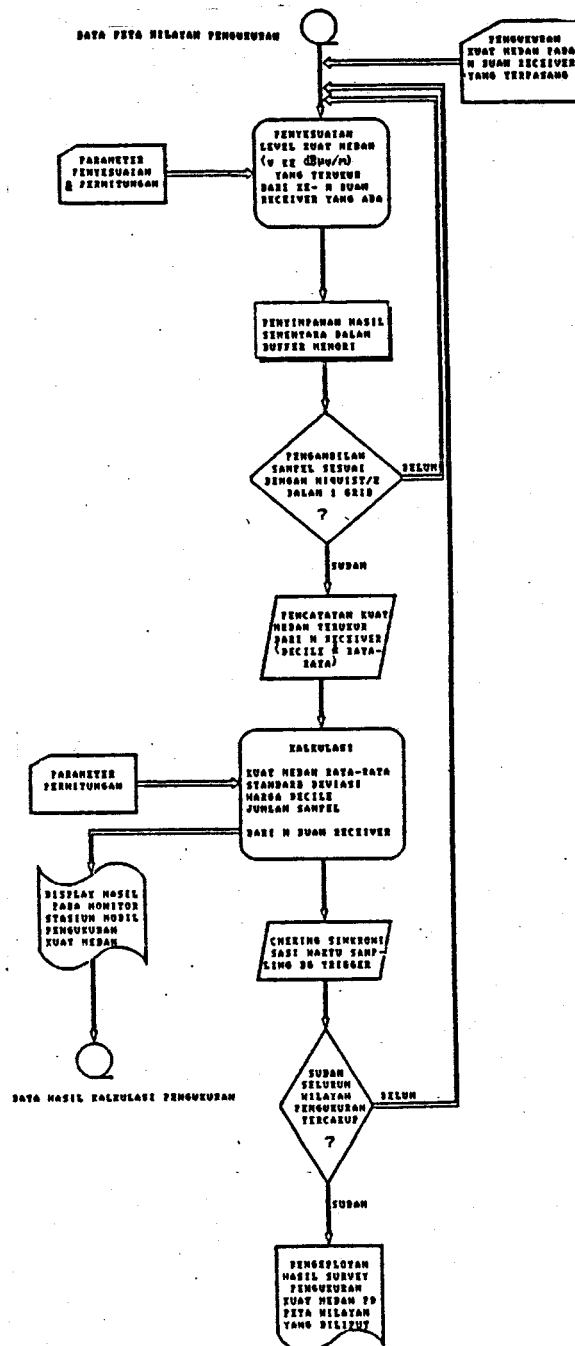 DATA PETA WILAYAH PENGUKURAN
PENGUKURAN
KUAT MEDAN PADA
N BUAH RECEIVER
YANG TERPASANG
PENYESUAIAN
LEVEL KUAT MEDAN
(V KE dBµv/m)
YANG TERUKUR
DARI KE- N BUAH
RECEIVER YANG ADA
PARAMETER
PENYESUAIAN
& PERHITUNGAN
PENYIMPANAN HASIL
SEMENTARA DALAM
BUFFER MEMORI
PENGAMBILAN
SAMPEL SESUAI
DENGAN NIQUIST/2
DALAM 1 GRID
?
BELUM
SUDAH
PENCATATAN KUAT
MEDAN TERUKUR
DARI N RECEIVER
(DECILE & RATA-
RATA)
KALKULASI
KUAT MEDAN RATA-RATA
STANDARD DEVIASI
HARGA DECILE
JUMLAH SAMPEL
DARI N BUAH RECEIVER
PARAMETER
PERHITUNGAN
DISPLAY HASIL
PADA MONITOR
STASIUN MOBIL
PENGUKURAN
KUAT MEDAN
CHEKING SINKRONI
SASI WAKTU SAMP-
LING DG TRIGGER
DATA HASIL KALKULASI PENGUKURAN
SUDAH
SELURUH
WILAYAH
PENGUKURAN
TERCAKUP
?
BELUM
SUDAH
PENGEPLOTAN
HASIL SURVEY
PENGUKURAN
KUAT MEDAN PD
PETA WILAYAH
YANG DILIPUT